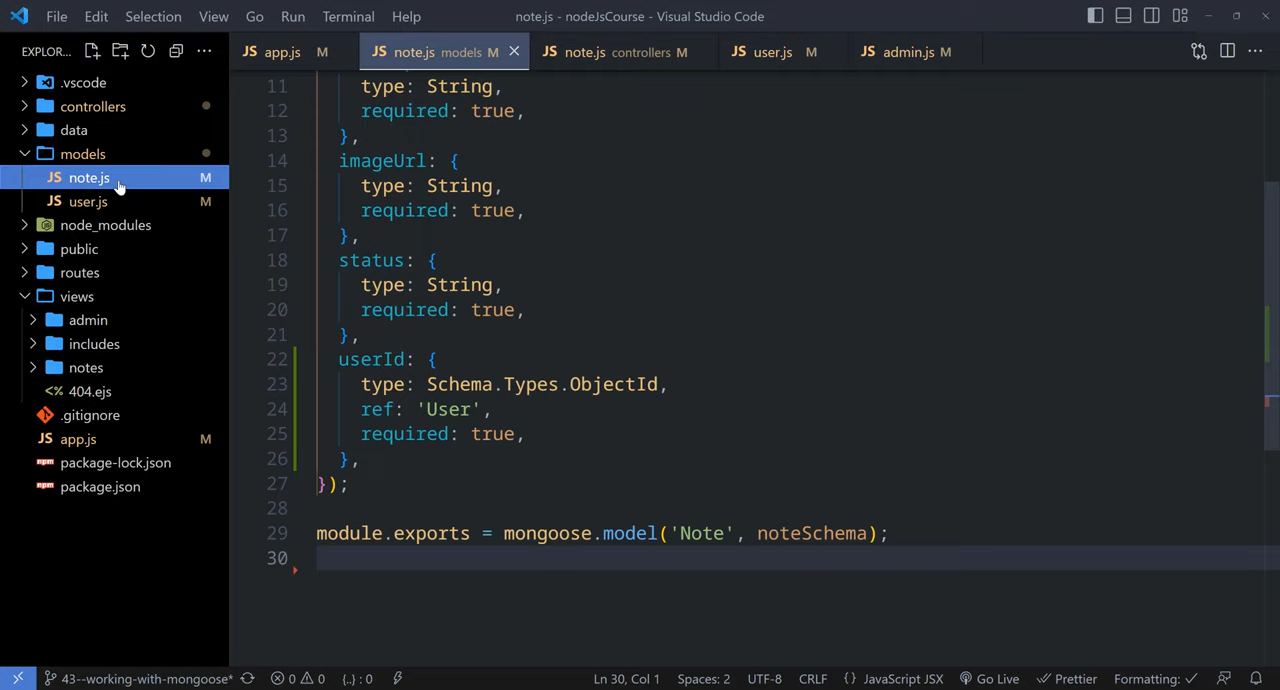 File Edit Selection View Go Run Terminal Help note.js - nodeJsCourse - Visual Studio Code
EXPLOR... ...
JS app.js M JS note.js models M JS note.js controllers M JS user.js M JS admin.js M ...
.vscode
controllers
data
models
JS note.js M
JS user.js M
node_modules
public
routes
views
admin
includes
notes
<% 404.ejs
.gitignore
JS app.js M
npm package-lock.json
npm package.json
11 type: String,
12 required: true,
13 },
14 imageUrl: {
15 type: String,
16 required: true,
17 },
18 status: {
19 type: String,
20 required: true,
21 },
22 userId: {
23 type: Schema.Types.ObjectId,
24 ref: 'User',
25 required: true,
26 },
27 });
28
29 module.exports = mongoose.model('Note', noteSchema);
30
43--working-with-mongoose* 0 0 {..} : 0 Ln 30, Col 1 Spaces: 2 UTF-8 CRLF {} JavaScript JSX Go Live Prettier Formatting: ✓